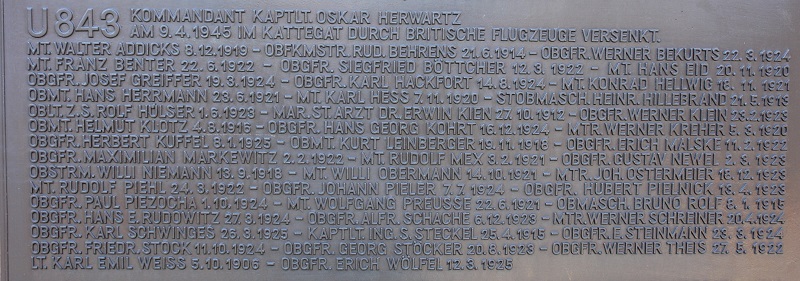 U 843 KOMMANDANT KAPTLT. OSKAR HERWARTZ
AM 9.4.1945 IM KATTEGAT DURCH BRITISCHE FLUGZEUGE VERSENKT.
MT. WALTER ADDICKS 8.12.1919 - OBFKMSTR. RUD. BEHRENS 21.6.1914 - OBGFR. WERNER BEKURTS 22.3.1924
MT. FRANZ BENTER 22.6.1922 - OBGFR. SIEGFRIED BÖTTCHER 12.3.1922 - MT. HANS EID 20.11.1920
OBGFR. JOSEF GREIFFER 19.3.1924 - OBGFR. KARL HACKFORT 14.8.1924 - MT. KONRAD HELLWIG 18.11.1921
OBMT. HANS HERRMANN 23.6.1921 - MT. KARL HESS 7.11.1920 - STOBMASCH. HEINR. HILLEBRAND 21.5.1913
OBLT. Z. S. ROLF HÜLSER 1.6.1923 - MAR. ST. ARZT DR. ERWIN KIEN 27.10.1912 - OBGFR. WERNER KLEIN 23.2.1923
OBMT. HELMUT KLOTZ 4.8.1916 - OBGFR. HANS GEORG KOHRT 16.12.1924 - MTR. WERNER KREHER 5.3.1920
OBGFR. HERBERT KUFFEL 3.1.1925 - OBMT. KURT LEINBERGER 19.11.1918 - OBGFR. ERICH MALSKE 11.2.1922
OBGFR. MAXIMILIAN MARKEWITZ 2.2.1922 - MT. RUDOLF MEX 3.2.1921 - OBGFR. GUSTAV NEWEL 2.3.1923
OBSTRM. WILLI NIEMANN 13.9.1918 - MT. WILLI OBERMANN 14.10.1921 - MTR. JOH. OSTERMEIER 18.12.1923
MT. RUDOLF PIEHL 24.3.1922 - OBGFR. JOHANN PIELER 7.7.1924 - OBGFR. HUBERT PIELNICK 19.4.1923
OBGFR. PAUL PIEZOCHA 1.10.1924 - MT. WOLFGANG PREUSSE 22.6.1921 - OBMASCH. BRUNO ROLF 8.1.1915
OBGFR. HANS E. RUDOWITZ 27.3.1924 - OBGFR. ALFR. SCHACHE 6.12.1923 - MTR. WERNER SCHREINER 20.4.1924
OBGFR. KARL SCHWINGES 26.3.1925 - KAPTLT. ING. S. STECKEL 25.4.1915 - OBGFR. E. STEINMANN 23.3.1924
OBGFR. FRIEDR. STOCK 11.10.1924 - OBGFR. GEORG STÖCKER 20.8.1923 - OBGFR. WERNER THEIS 27.5.1922
LT. KARL EMIL WEISS 5.10.1906 - OBGFR. ERICH WÖLFEL 12.3.1925